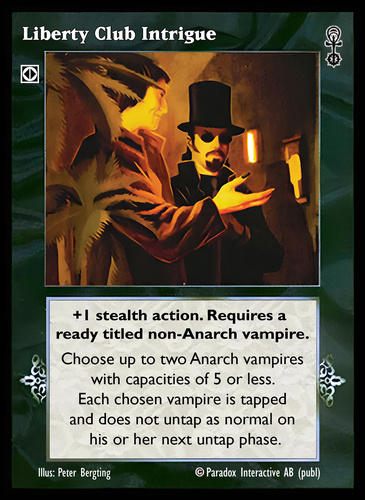 Liberty Club Intrigue
+1 stealth action. Requires a
ready titled non-Anarch vampire.
Choose up to two Anarch vampires
with capacities of 5 or less.
Each chosen vampire is tapped
and does not untap as normal on
his or her next untap phase.
Illus: Peter Bergting
© Paradox Interactive AB (publ)